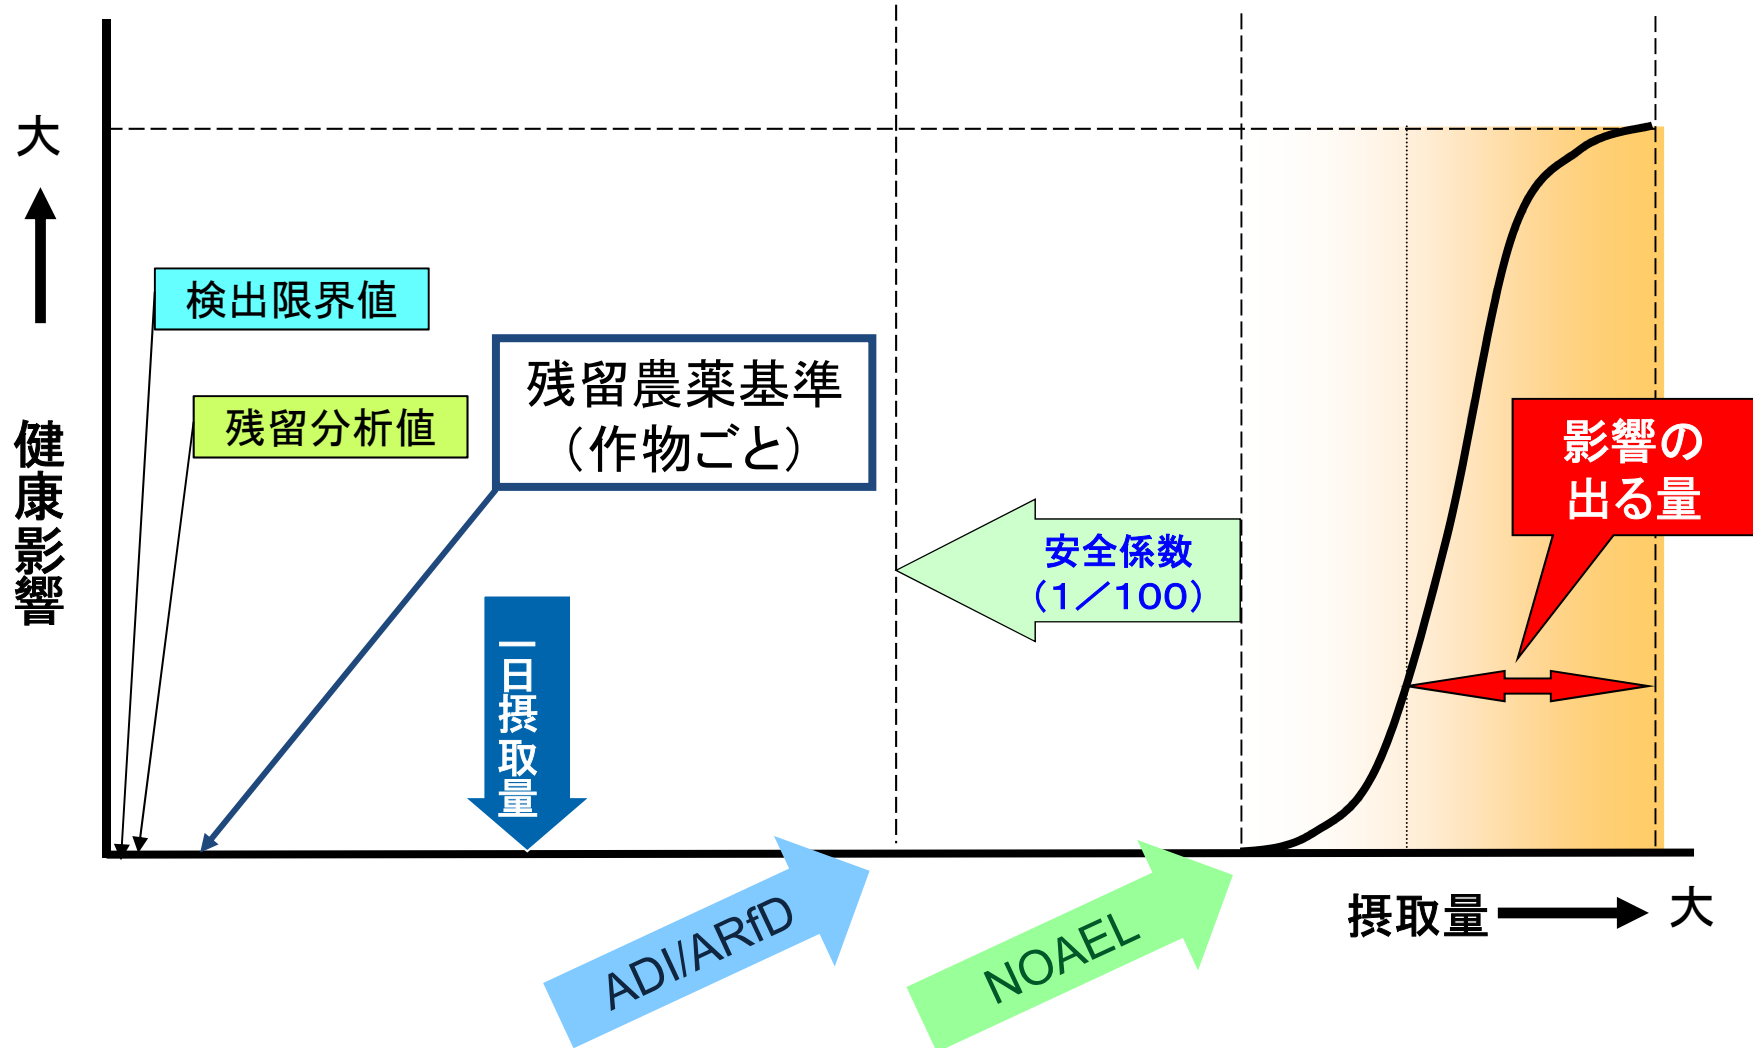 大
健康影響
検出限界値
残留分析値
残留農薬基準
（作物ごと）
一日摂取量
安全係数
（１／１００）
影響の
出る量
ADI/ARfD
NOAEL
摂取量
大